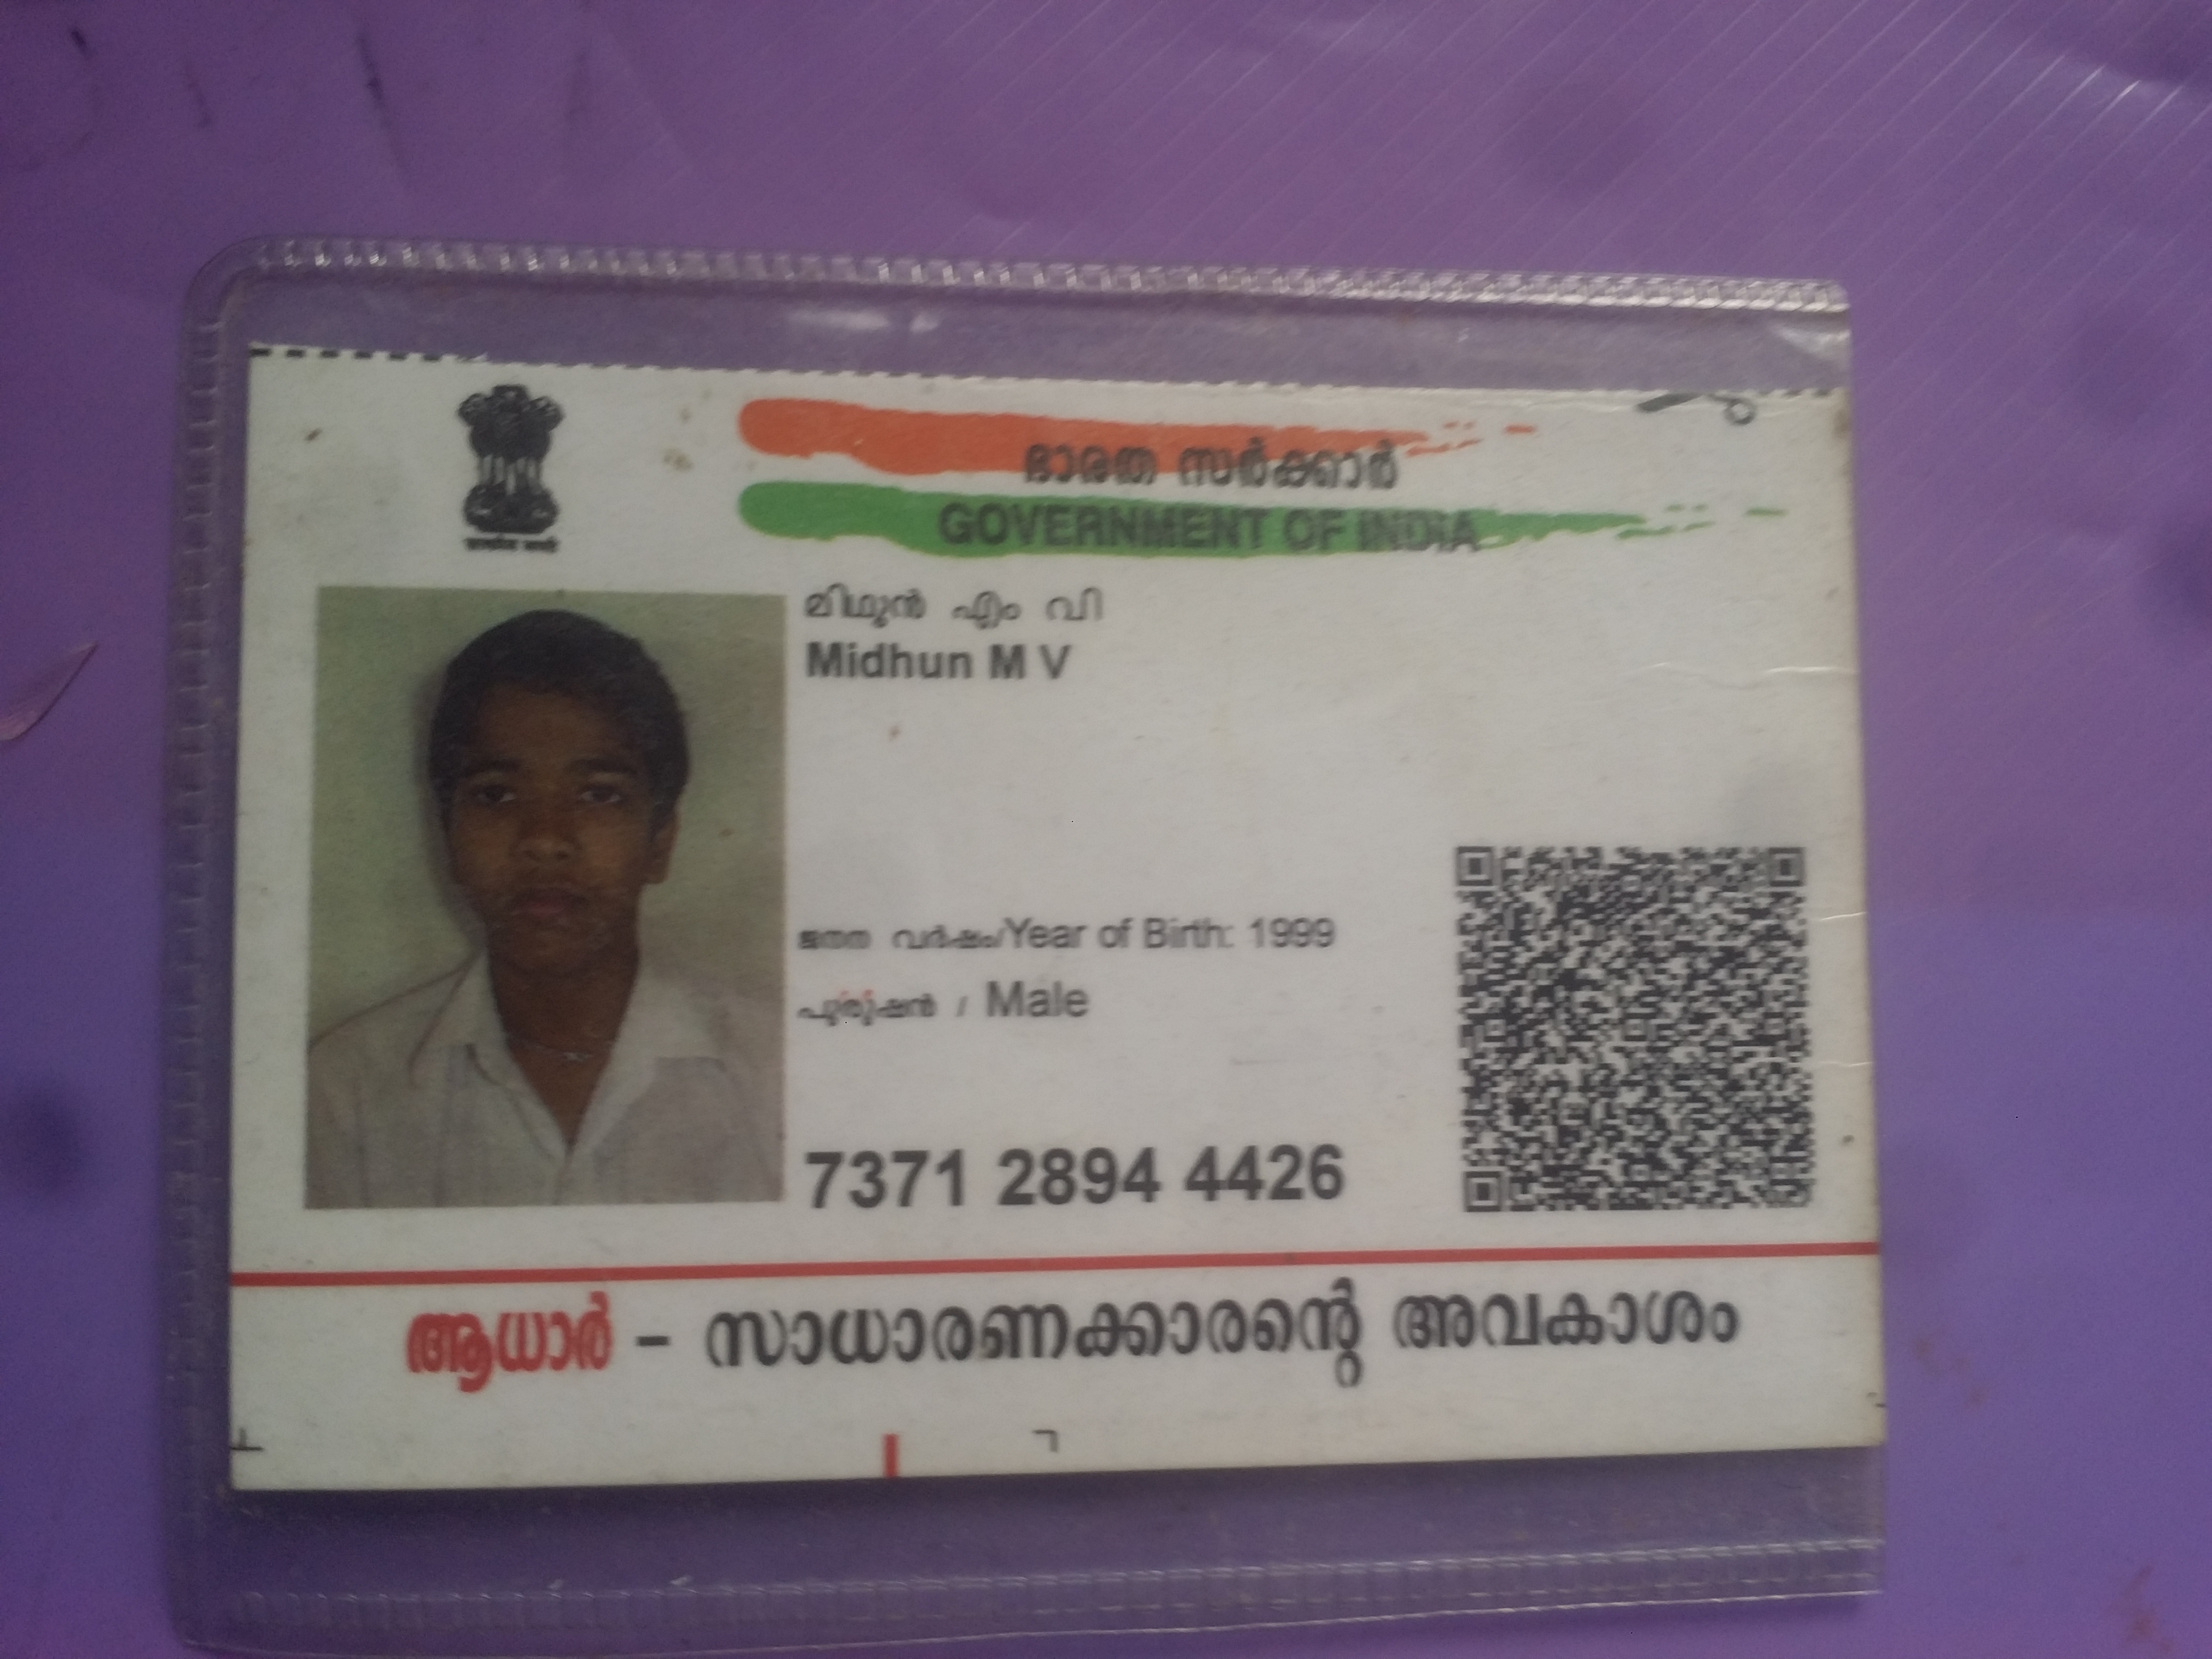 ഭാരത സർക്കാർ
GOVERNMENT OF INDIA
മിഥുൻ എം വി
Midhun M V
ജനന വർഷം/Year of Birth: 1999
പുരുഷൻ / Male
7371 2894 4426
ആധാർ - സാധാരണക്കാരന്റെ അവകാശം